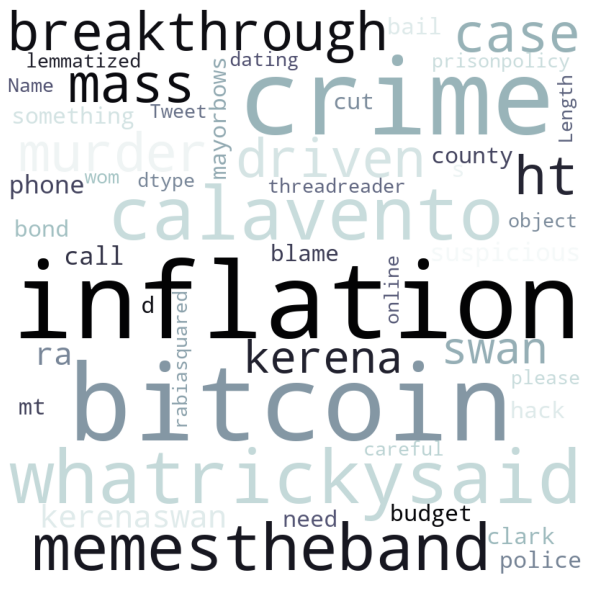 breakthrough
bail
case
lemmatized
dating
prisonpolicy
Name
mass
mayorbows
crime
Length
something
Tweet
cut
murder
driven
s
county
ht
phone
wom
dtype
threadreader
calavento
object
bond
call
blame
suspicious
inflation
d
online
rabiasquared
ra
kerena
swan
bitcoin
please
mt
hack
careful
whatrickysaid
kerenaswan
need
budget
memestheband
clark
police